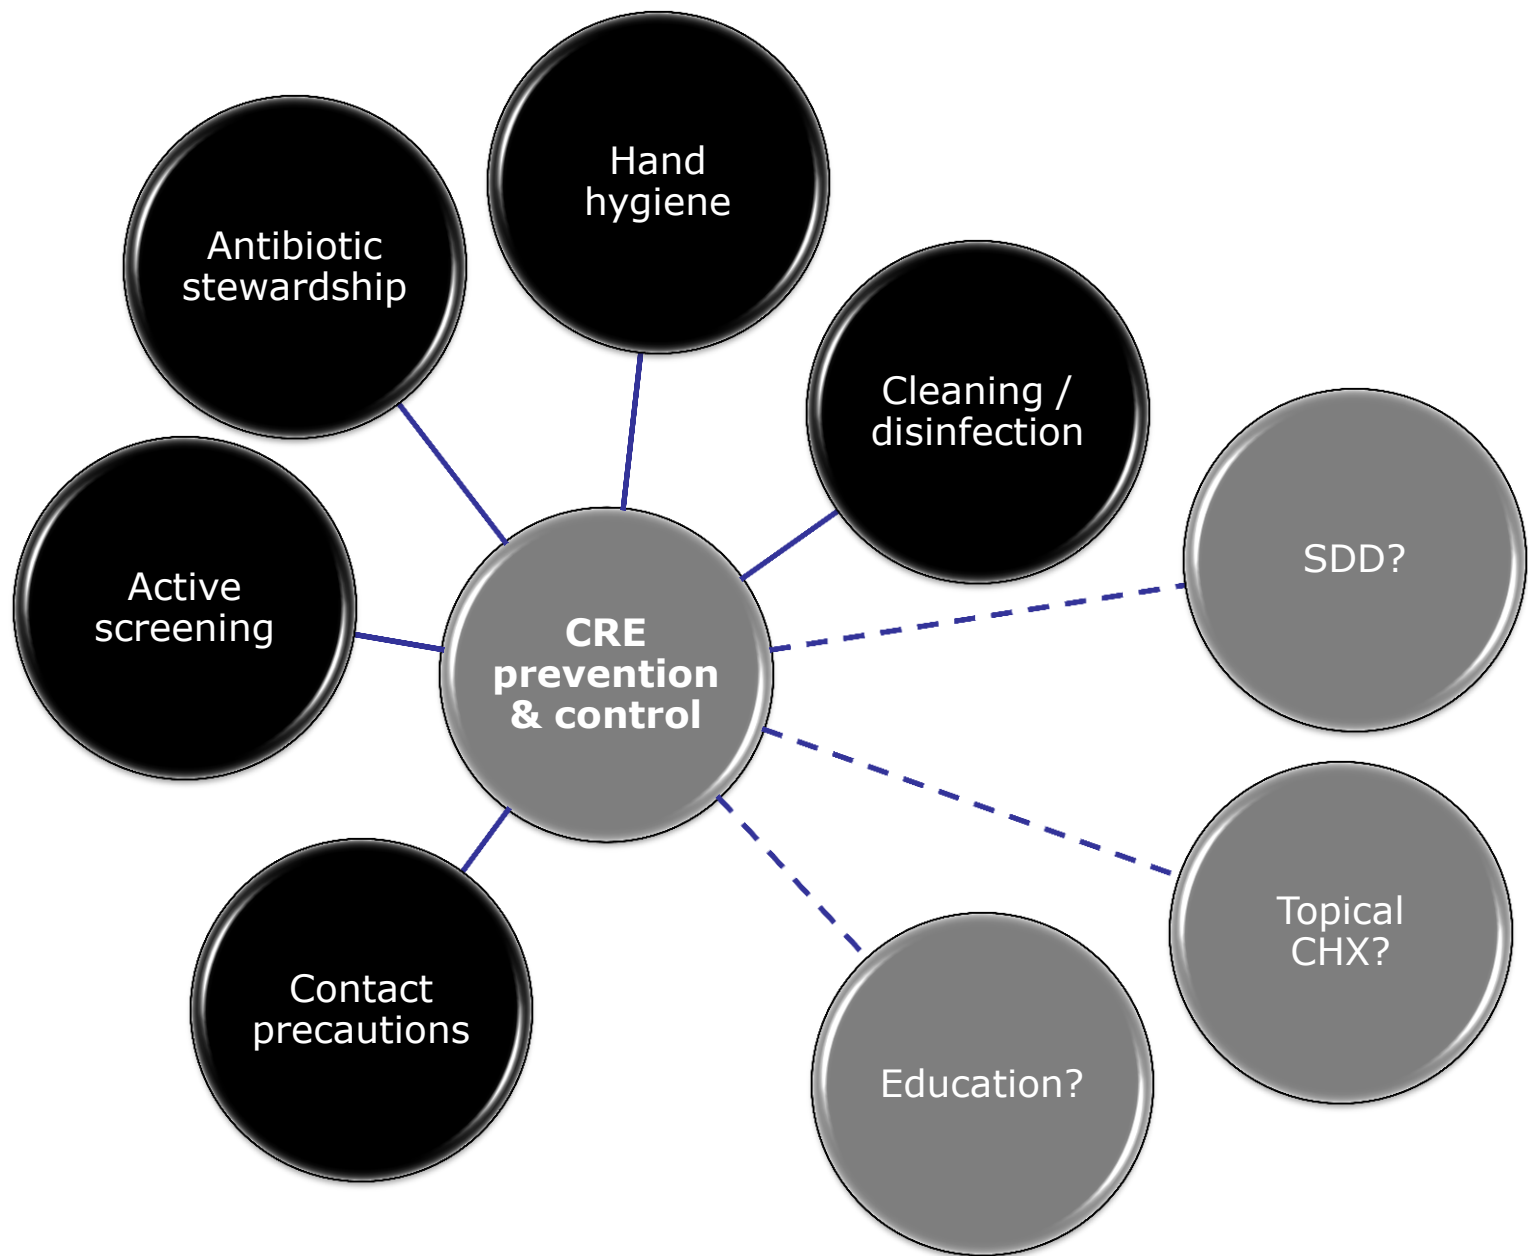 Hand
hygiene
Antibiotic
stewardship
Cleaning /
disinfection
SDD?
Active
screening
CRE
prevention
& control
Topical
CHX?
Contact
precautions
Education?